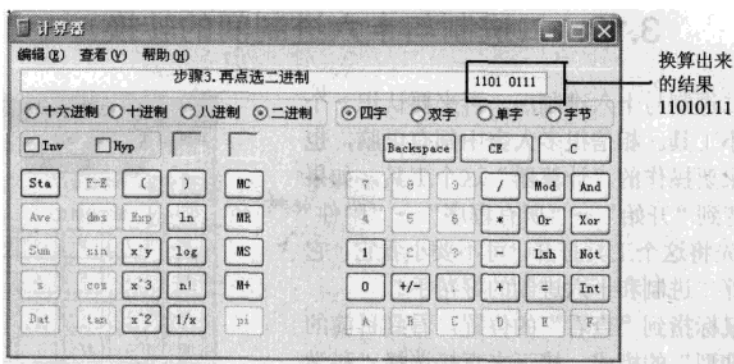 计算器
编辑(E) 查看(V) 帮助(H)
步骤3.再点选二进制 1101 0111
换算出来
的结果
11010111
十六进制 十进制 八进制 二进制 四字 双字 单字 字节
Inv Hyp Backspace CE C
Sta F-E ( ) MC 7 8 9 / Mod And
Ave dms Exp ln MR 4 5 6 * Or Xor
Sum sin x^y log MS 1 2 3 - Lsh Not
s cos x^3 n! M+ 0 +/- . + = Int
Dat tan x^2 1/x pi A B C D E F